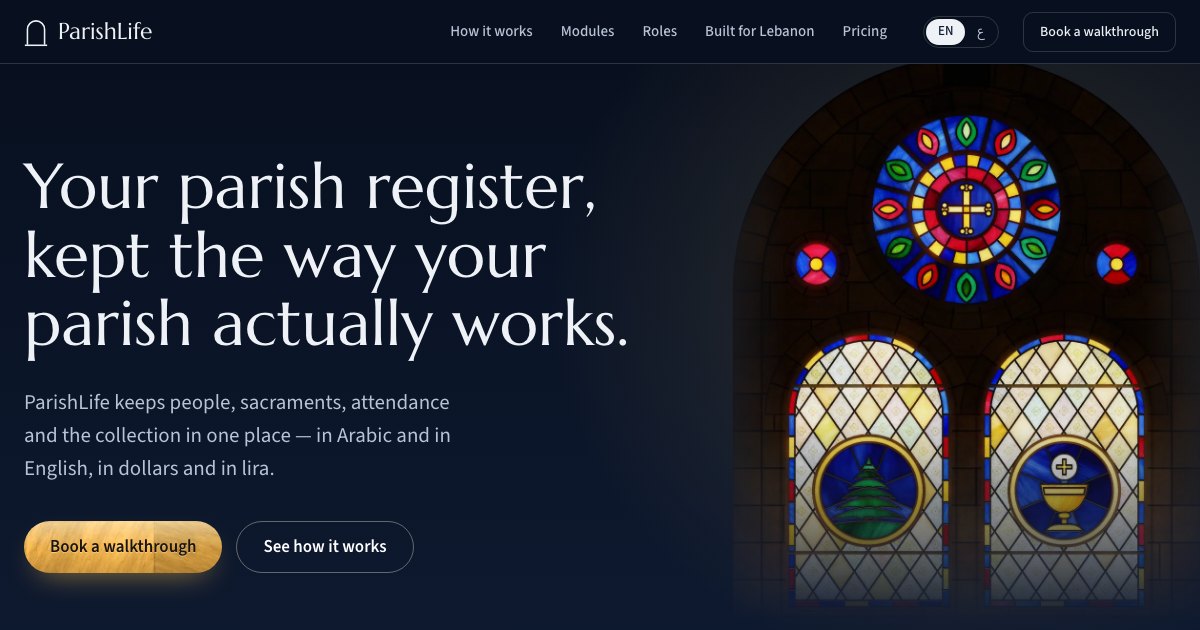 ParishLife
How it works
Modules
Roles
Built for Lebanon
Pricing
EN
ع
Book a walkthrough
Your parish register,
kept the way your
parish actually works.
ParishLife keeps people, sacraments, attendance
and the collection in one place — in Arabic and in
English, in dollars and in lira.
Book a walkthrough
See how it works